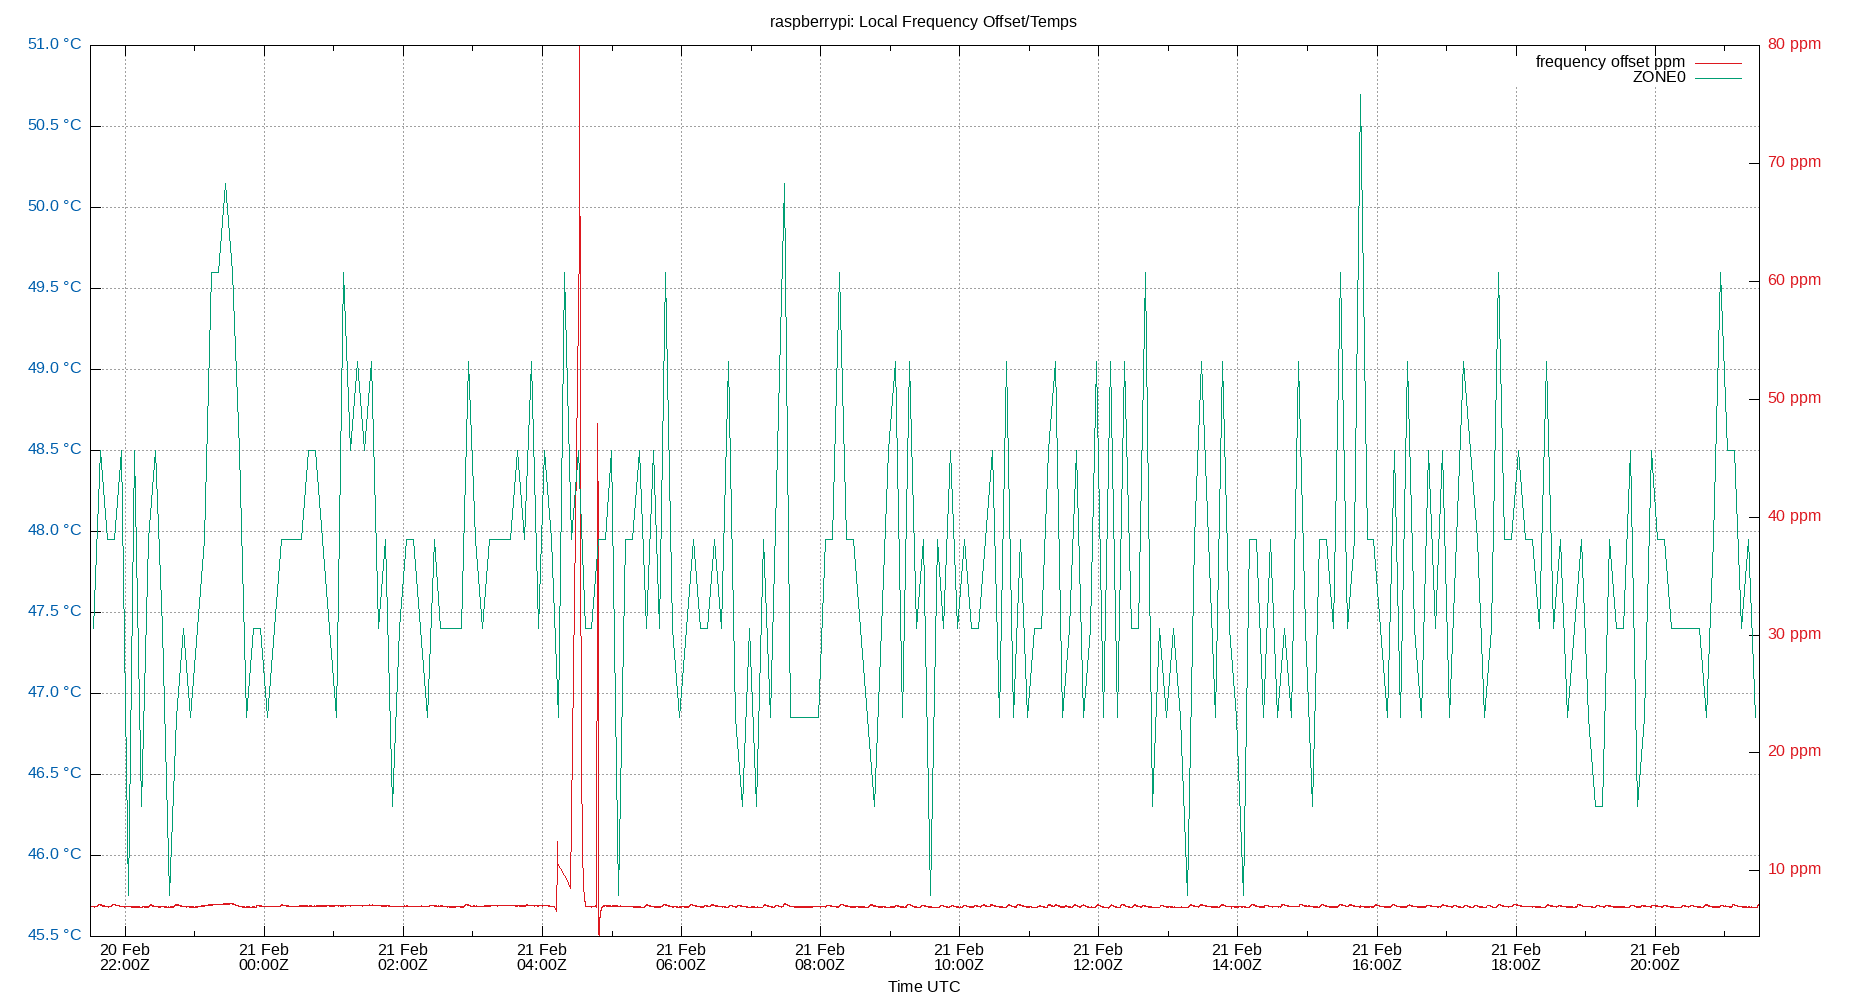 raspberrypi: Local Frequency Offset/Temps
frequency offset ppm
ZONE0
51.0 °C
50.5 °C
50.0 °C
49.5 °C
49.0 °C
48.5 °C
48.0 °C
47.5 °C
47.0 °C
46.5 °C
46.0 °C
45.5 °C
80 ppm
70 ppm
60 ppm
50 ppm
40 ppm
30 ppm
20 ppm
10 ppm
20 Feb
22:00Z
21 Feb
00:00Z
21 Feb
02:00Z
21 Feb
04:00Z
21 Feb
06:00Z
21 Feb
08:00Z
21 Feb
10:00Z
21 Feb
12:00Z
21 Feb
14:00Z
21 Feb
16:00Z
21 Feb
18:00Z
21 Feb
20:00Z
Time UTC